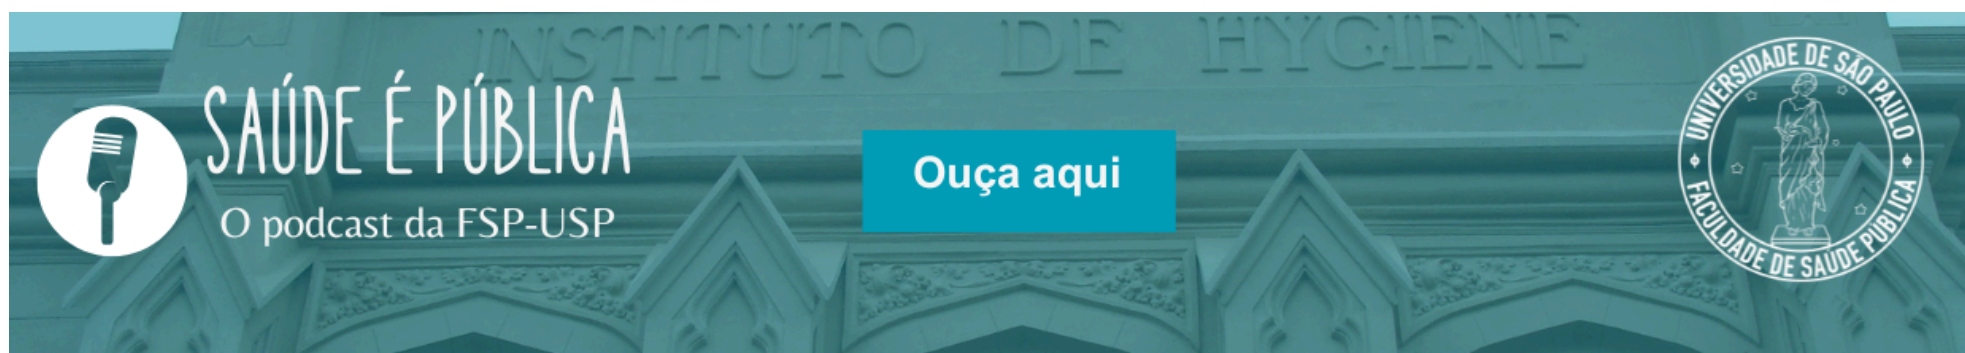 INSTITUTO DE HYGIENE
SAÚDE É PÚBLICA
O podcast da FSP-USP
Ouça aqui
UNIVERSIDADE DE SÃO PAULO
FACULDADE DE SAÚDE PÚBLICA